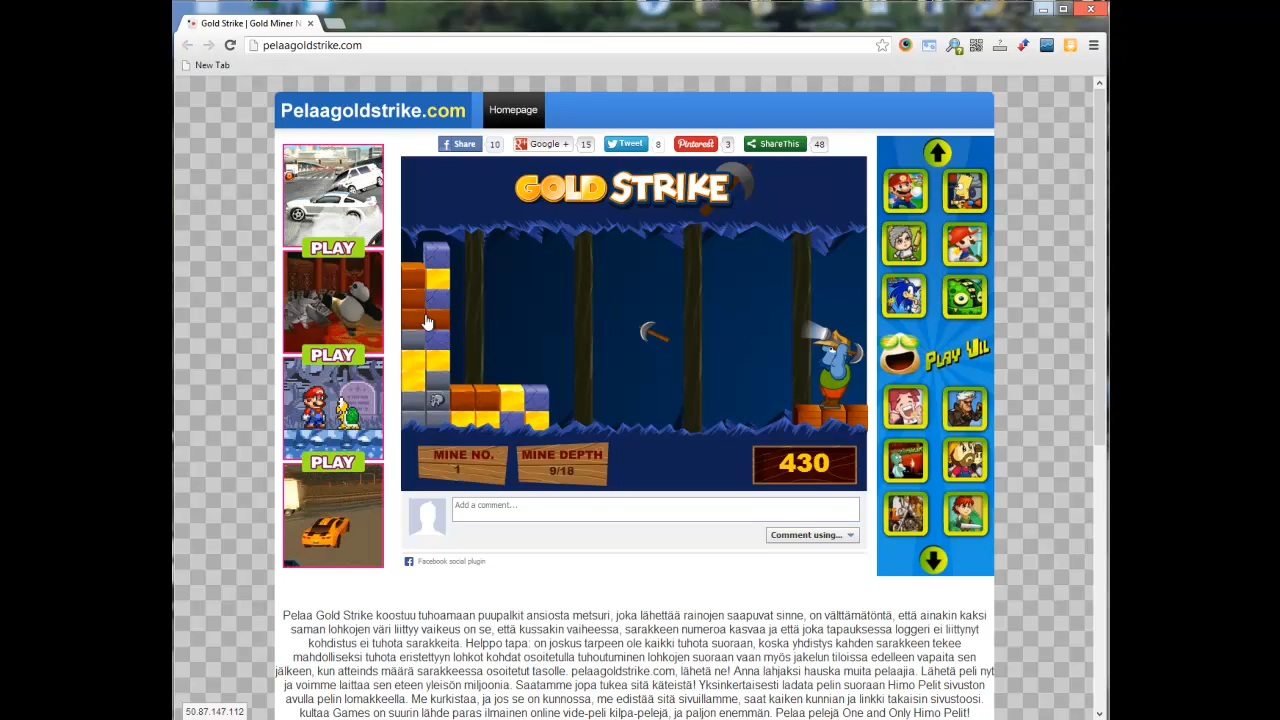 Gold Strike | Gold Miner N
pelaagoldstrike.com
New Tab
Pelaagoldstrike.com
Homepage
Share 10
Google + 15
Tweet 8
Pinterest 3
ShareThis 48
GOLD STRIKE
PLAY
PLAY
PLAY
MINE NO.
1
MINE DEPTH
9/18
430
Add a comment...
Comment using...
Facebook social plugin
Pelaa Gold Strike koostuu tuhoamaan puupalkit ansiosta metsuri, joka lähettää rainojen saapuvat sinne, on välttämätöntä, että ainakin kaksi
saman lohkojen väri liittyy vaikeus on se, että kussakin vaiheessa, sarakkeen numeroa kasvaa ja että joka tapauksessa loggeri ei liittynyt
kohdistus ei tuhota sarakkeita. Helppo tapa: on joskus tarpeen ole kaikki tuhota suoraan, koska yhdistys kahden sarakkeen tekee
mahdolliseksi tuhota eristettyyn lohkot kohdat osoitetulla tuhoutuminen lohkojen suoraan vaan myös jakelun tiloissa edelleen vapaita sen
jälkeen, kun atteinds määrä sarakkeessa osoitetut tasolle. pelaagoldstrike.com, lähetä ne! Anna lahjaksi hauska muita pelaajia. Lähetä peli nyt
ja voimme laittaa sen eteen yleisön miljoonia. Saatamme jopa tukea sitä käteistä! Yksinkertaisesti ladata pelin suoraan Himo Pelit sivuston
avulla pelin lomakkeella. Me kurkistaa, ja jos se on kunnossa, me edistää sitä sivuillamme, saat kaiken kunnian ja linkki takaisin sivustoosi.
kultaa Games on suurin lähde paras ilmainen online vide-peli kilpa-pelejä, ja paljon enemmän. Pelaa pelejä One and Only Himo Pelit!
50.87.147.112